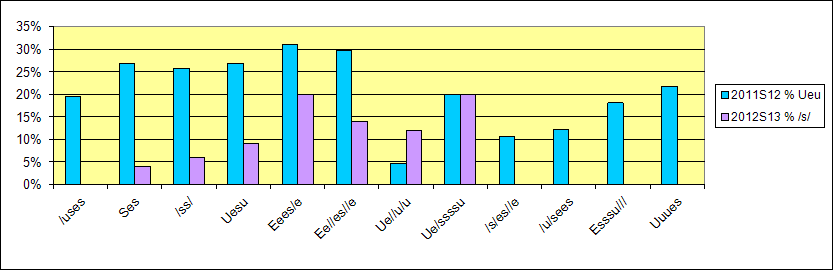 35%
30%
25%
20%
15%
10%
5%
0%
/uses
Ses
/ss/
Uesu
Eees/e
Ee//es//e
Ue//u/u
Ue/ssssu
/s/es//e
/u/sees
Esssu///
Uuues
2011S12 % Ueu
2012S13 % /s/